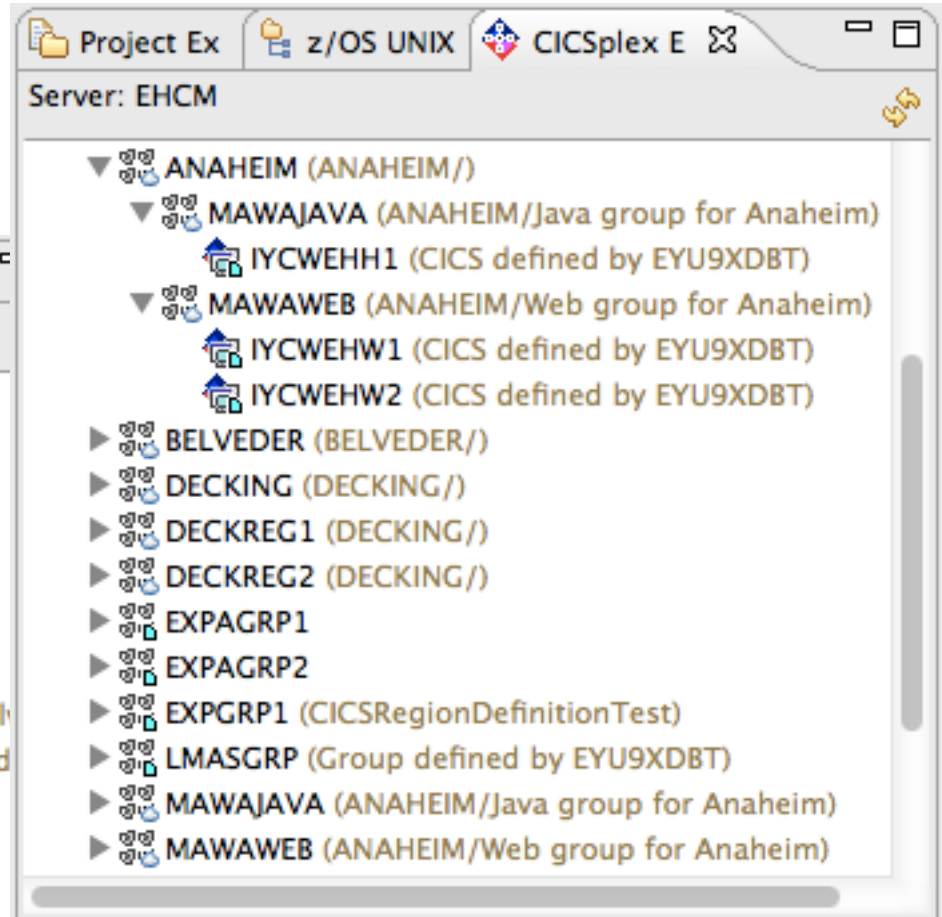 Project Ex z/OS UNIX CICSplex E
Server: EHCM
ANAHEIM (ANAHEIM/)
MAWAJAVA (ANAHEIM/Java group for Anaheim)
IYCWEHH1 (CICS defined by EYU9XDBT)
MAWAWEB (ANAHEIM/Web group for Anaheim)
IYCWEHW1 (CICS defined by EYU9XDBT)
IYCWEHW2 (CICS defined by EYU9XDBT)
BELVEDER (BELVEDER/)
DECKING (DECKING/)
DECKREG1 (DECKING/)
DECKREG2 (DECKING/)
EXPAGRP1
EXPAGRP2
EXPGRP1 (CICSRegionDefinitionTest)
LMASGRP (Group defined by EYU9XDBT)
MAWAJAVA (ANAHEIM/Java group for Anaheim)
MAWAWEB (ANAHEIM/Web group for Anaheim)